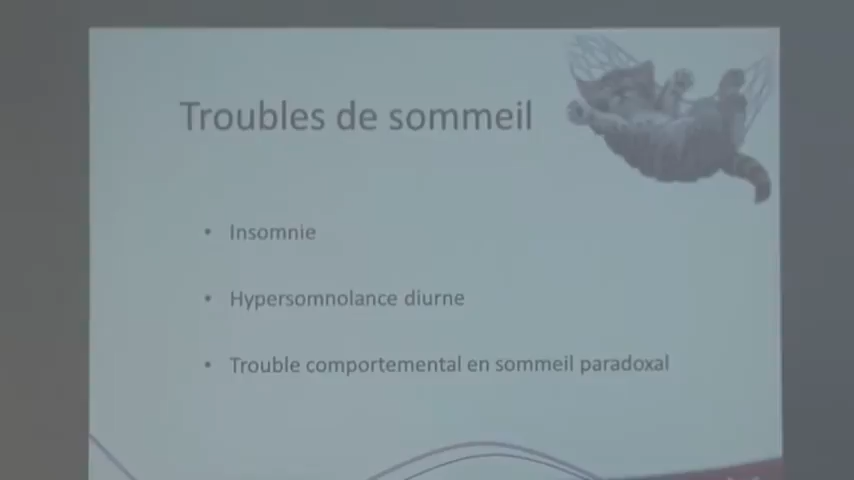 Troubles de sommeil
• Insomnie
• Hypersomnolance diurne
• Trouble comportemental en sommeil paradoxal